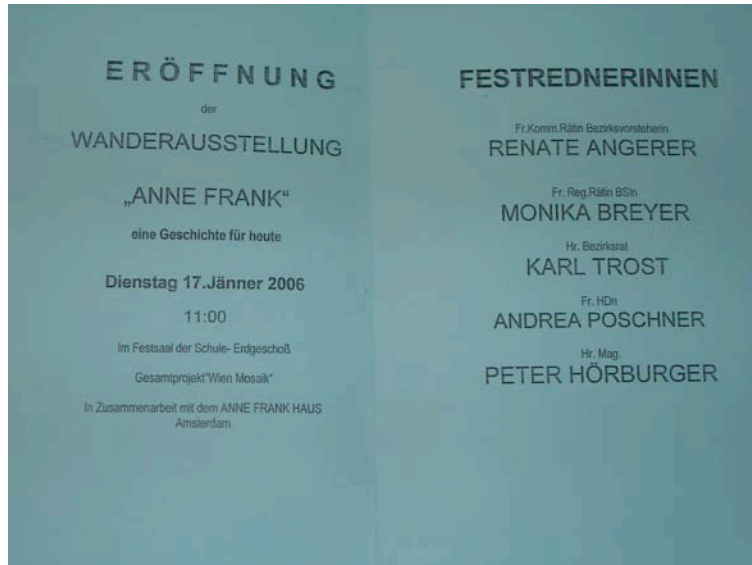 ERÖFFNUNG
der
WANDERAUSSTELLUNG
„ANNE FRANK“
eine Geschichte für heute
Dienstag 17.Jänner 2006
11:00
Im Festsaal der Schule- Erdgeschoß
Gesamtprojekt"Wien Mosaik"
In Zusammenarbeit mit dem ANNE FRANK HAUS
Amsterdam
FESTREDNERINNEN
Fr.Komm.Rätin Bezirksvorsteherin
RENATE ANGERER
Fr. Reg.Rätin BSIn
MONIKA BREYER
Hr. Bezirksrat
KARL TROST
Fr. HDn
ANDREA POSCHNER
Hr. Mag.
PETER HÖRBURGER